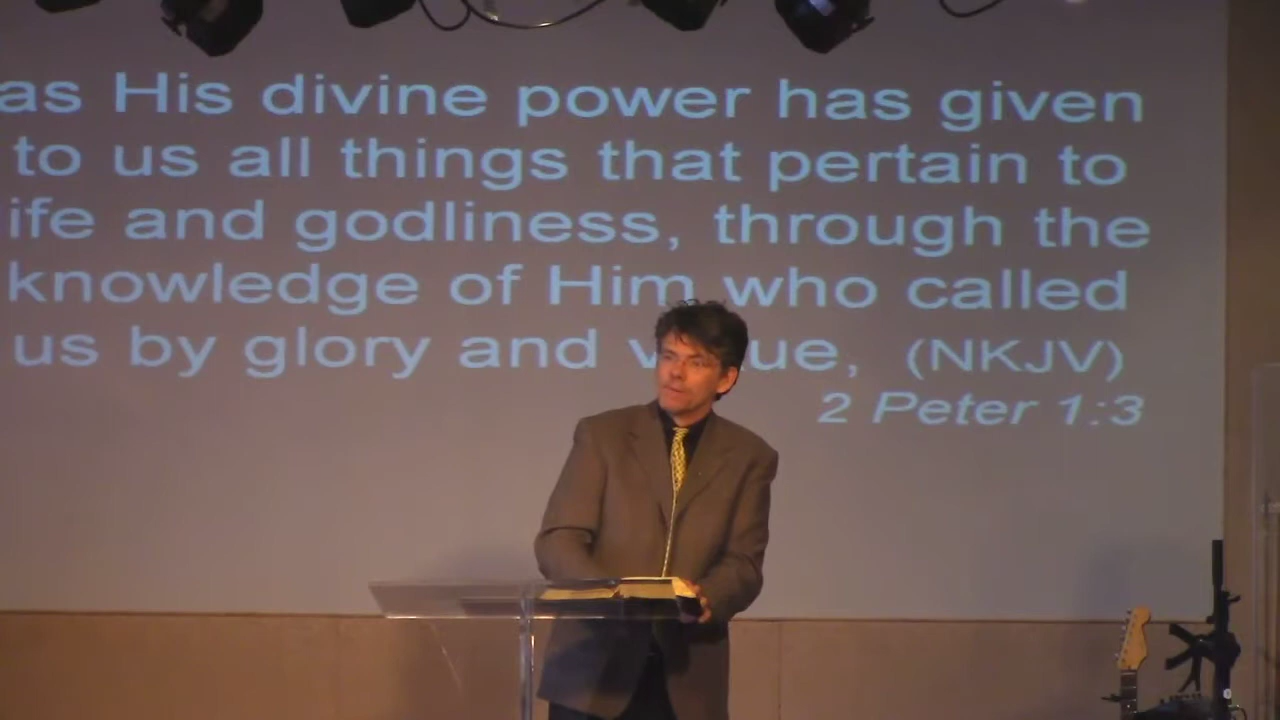 as His divine power has given
to us all things that pertain to
ife and godliness, through the
knowledge of Him who called
us by glory and v ue, (NKJV)
2 Peter 1:3